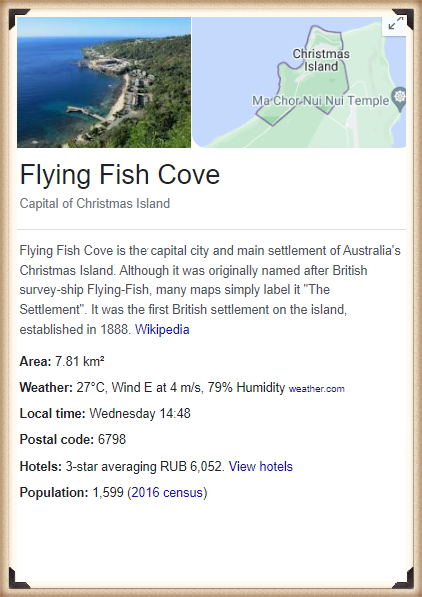 Christmas
Island
Ma Chor Nui Nui Temple
Flying Fish Cove
Capital of Christmas Island
Flying Fish Cove is the capital city and main settlement of Australia's
Christmas Island. Although it was originally named after British
survey-ship Flying-Fish, many maps simply label it "The
Settlement". It was the first British settlement on the island,
established in 1888. Wikipedia
Area: 7.81 km²
Weather: 27°C, Wind E at 4 m/s, 79% Humidity weather.com
Local time: Wednesday 14:48
Postal code: 6798
Hotels: 3-star averaging RUB 6,052. View hotels
Population: 1,599 (2016 census)